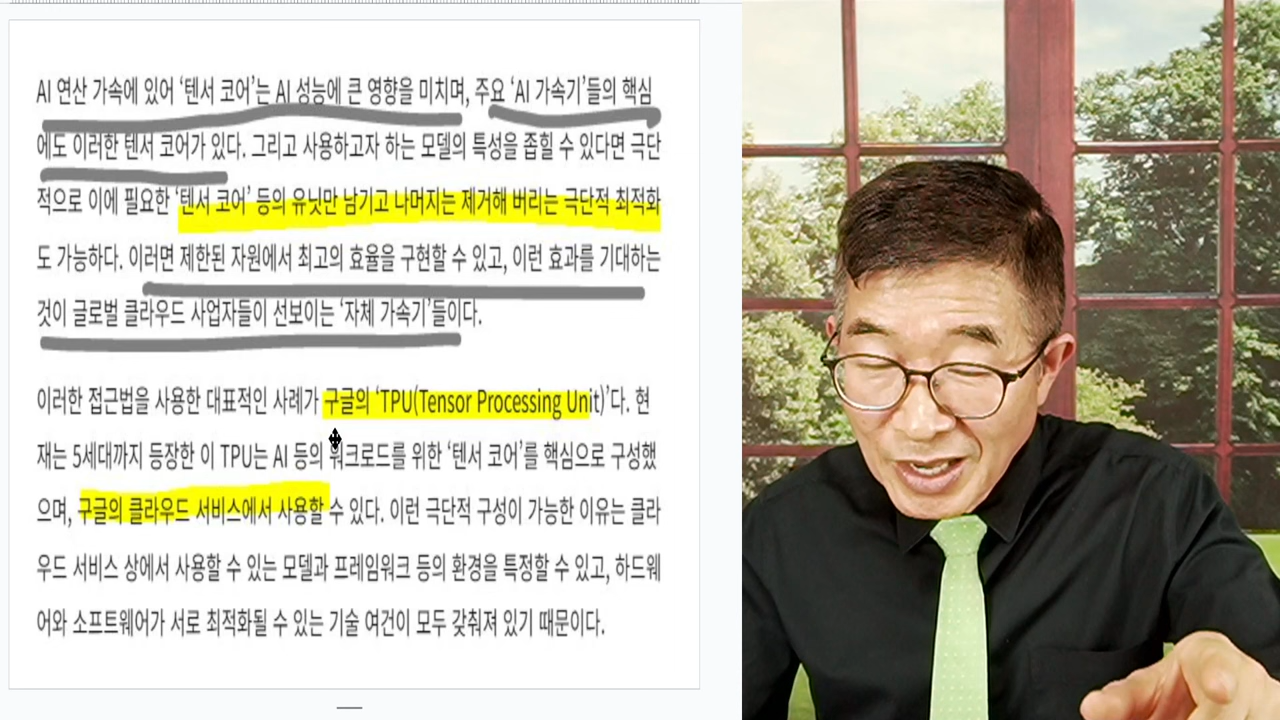 AI 연산 가속에 있어 ‘텐서 코어’는 AI 성능에 큰 영향을 미치며, 주요 ‘AI 가속기’들의 핵심
에도 이러한 텐서 코어가 있다. 그리고 사용하고자 하는 모델의 특성을 좁힐 수 있다면 극단
적으로 이에 필요한 ‘텐서 코어’ 등의 유닛만 남기고 나머지는 제거해 버리는 극단적 최적화
도 가능하다. 이러면 제한된 자원에서 최고의 효율을 구현할 수 있고, 이런 효과를 기대하는
것이 글로벌 클라우드 사업자들이 선보이는 ‘자체 가속기’들이다.
이러한 접근법을 사용한 대표적인 사례가 구글의 ‘TPU(Tensor Processing Unit)’다. 현
재는 5세대까지 등장한 이 TPU는 AI 등의 워크로드를 위한 ‘텐서 코어’를 핵심으로 구성했
으며, 구글의 클라우드 서비스에서 사용할 수 있다. 이런 극단적 구성이 가능한 이유는 클라
우드 서비스 상에서 사용할 수 있는 모델과 프레임워크 등의 환경을 특정할 수 있고, 하드웨
어와 소프트웨어가 서로 최적화될 수 있는 기술 여건이 모두 갖춰져 있기 때문이다.